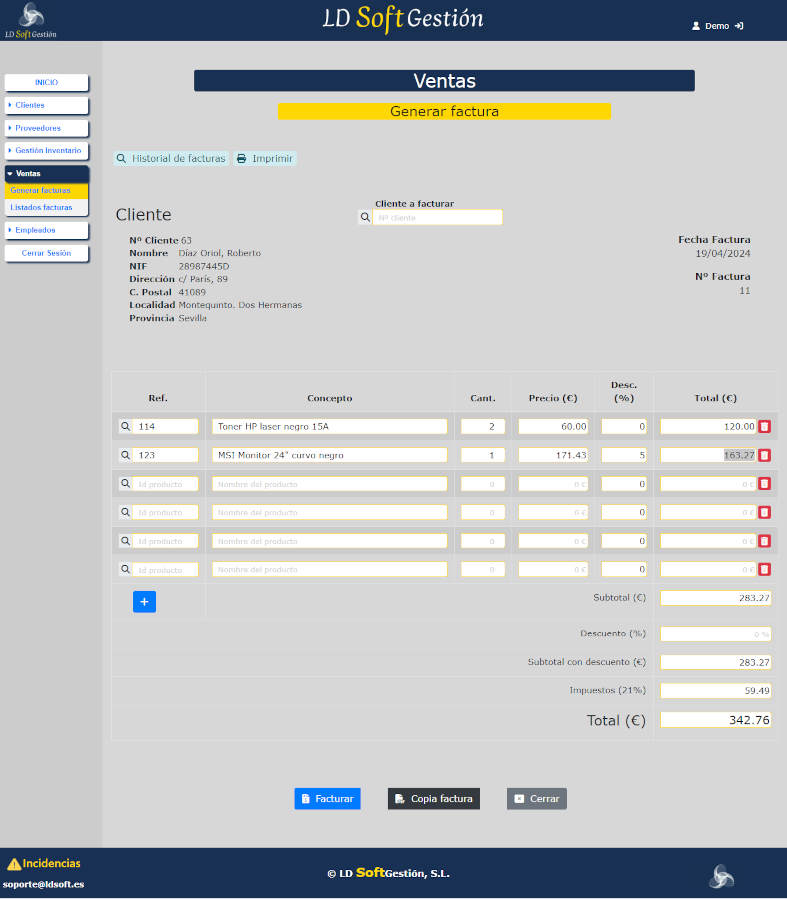 LD SoftGestión
LD SoftGestión
Demo
INICIO
Clientes
Proveedores
Gestión Inventario
Ventas
Generar facturas
Listados facturas
Empleados
Cerrar Sesión
Ventas
Generar factura
Historial de facturas Imprimir
Cliente
Cliente a facturar
Nº cliente
Nº Cliente 63
Nombre Díaz Oriol, Roberto
NIF 28987445D
Dirección c/ París, 89
C. Postal 41089
Localidad Montequinto. Dos Hermanas
Provincia Sevilla
Fecha Factura
19/04/2024
Nº Factura
11
Ref. Concepto Cant. Precio (€) Desc. (%) Total (€)
114 Toner HP laser negro 15A 2 60.00 0 120.00
123 MSI Monitor 24" curvo negro 1 171.43 5 163.27
Id producto Nombre del producto 0 0 € 0 0 €
Id producto Nombre del producto 0 0 € 0 0 €
Id producto Nombre del producto 0 0 € 0 0 €
Id producto Nombre del producto 0 0 € 0 0 €
+ Subtotal (€) 283.27
Descuento (%) 0 %
Subtotal con descuento (€) 283.27
Impuestos (21%) 59.49
Total (€) 342.76
Facturar Copia factura Cerrar
Incidencias
soporte@ldsoft.es
© LD SoftGestión, S.L.